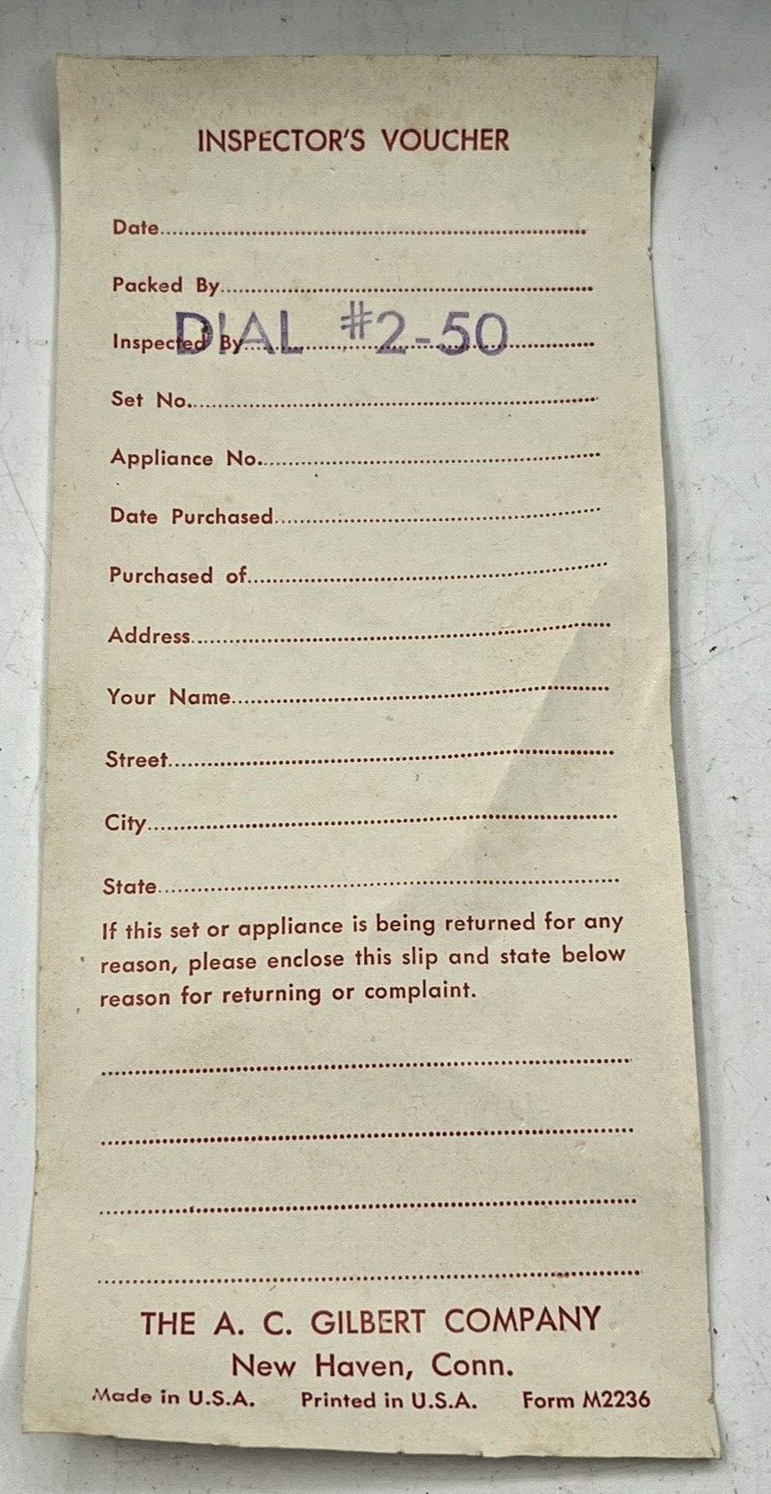 INSPECTOR'S VOUCHER
Date
Packed By
DIAL #2-50
Inspected By
Set No.
Appliance No.
Date Purchased
Purchased of
Address
Your Name
Street
City
State
If this set or appliance is being returned for any
reason, please enclose this slip and state below
reason for returning or complaint.
THE A. C. GILBERT COMPANY
New Haven, Conn.
Made in U.S.A. Printed in U.S.A. Form M2236